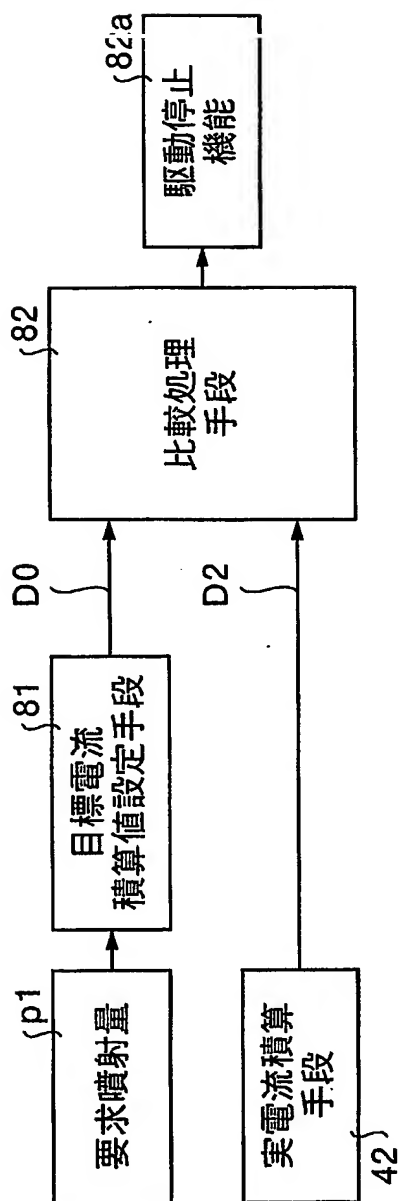 p1
要求噴射量
81
目標電流
積算値設定手段
D0
82
比較処理
手段
82a
駆動停止
機能
実電流積算
手段
42
D2